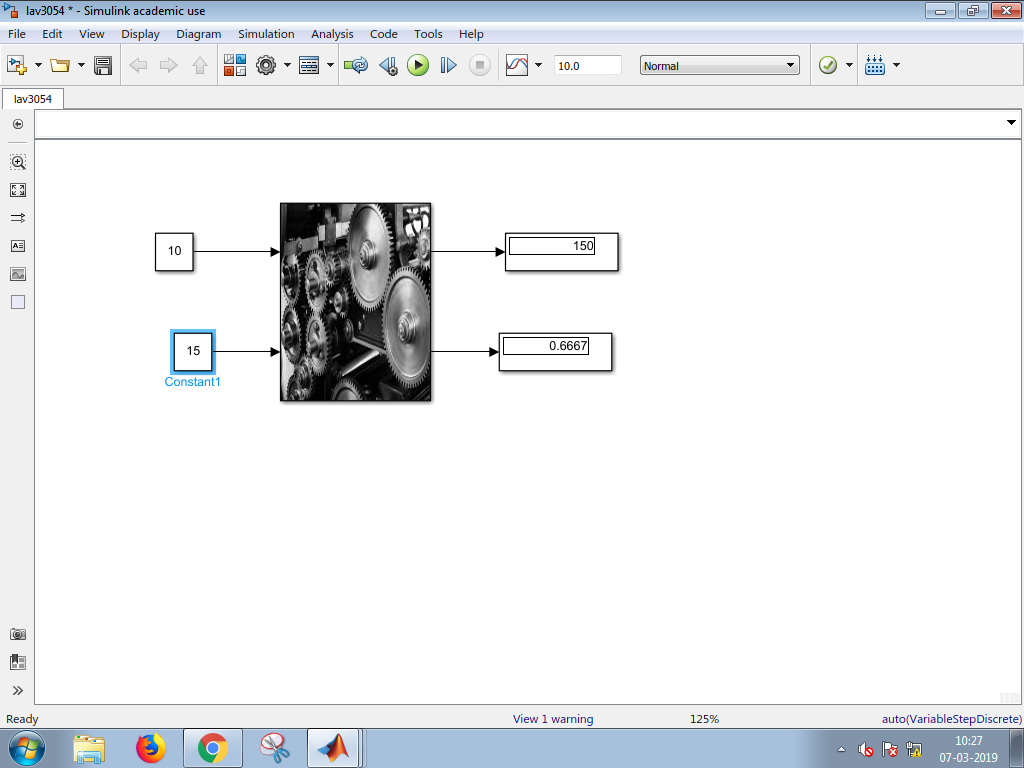 lav3054 * - Simulink academic use
File Edit View Display Diagram Simulation Analysis Code Tools Help
10.0 Normal
lav3054
10
150
15
0.6667
Constant1
Ready View 1 warning 125% auto(VariableStepDiscrete)
10:27
07-03-2019